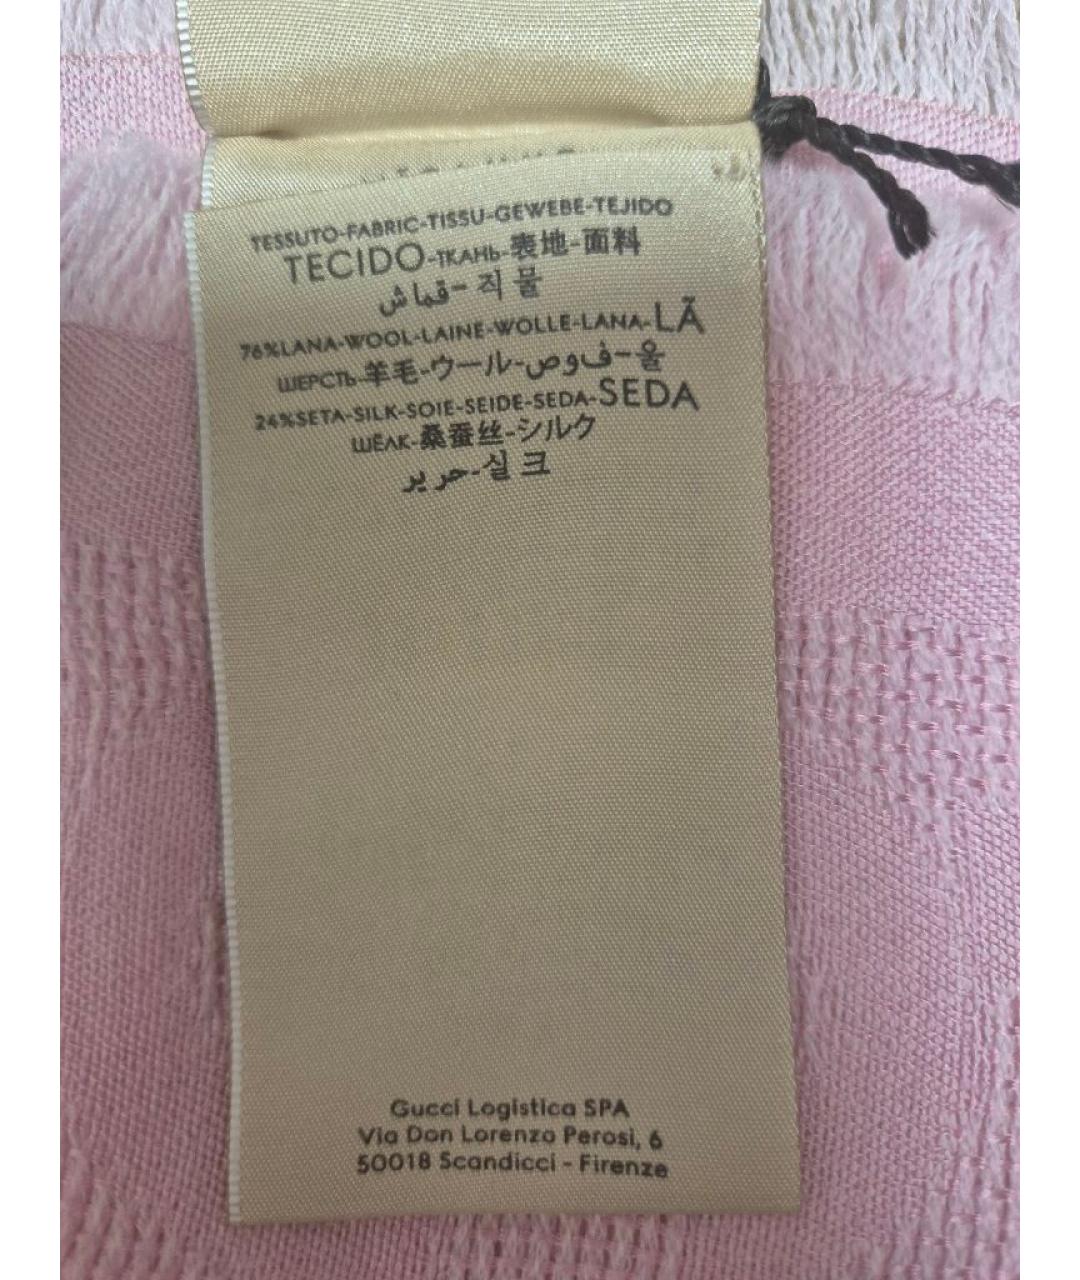 TESSUTO-FABRIC-TISSU-GEWEBE-TEJIDO
TECIDO-ТКАНЬ-表地-面料
قماش-직물
76%LANA-WOOL-LAINE-WOLLE-LANA-LÃ
ШЕРСТЬ-羊毛-ウール-فوص-울
24%SETA-SILK-SOIE-SEIDE-SEDA-SEDA
ШЁЛК-桑蚕丝-シルク
حرير-실크
Gucci Logistica SPA
Via Don Lorenzo Perosi, 6
50018 Scandicci - Firenze